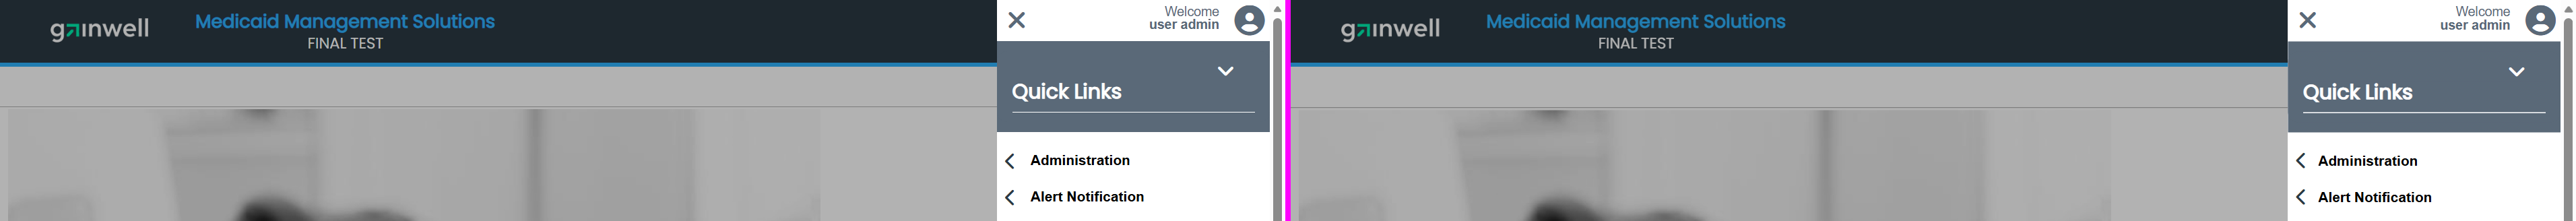 gainwell
Medicaid Management Solutions
FINAL TEST
Welcome
user admin
Quick Links
Administration
Alert Notification
gainwell
Medicaid Management Solutions
FINAL TEST
Welcome
user admin
Quick Links
Administration
Alert Notification